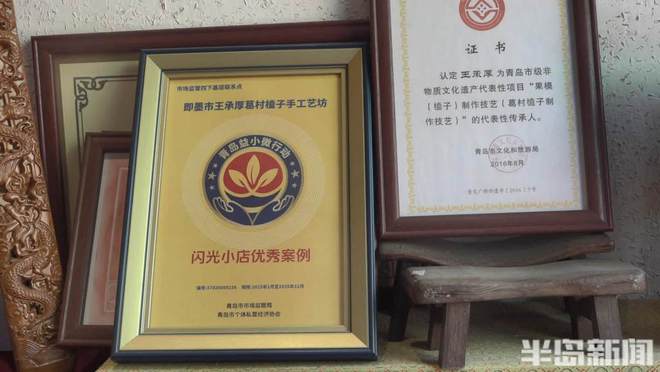 市场监管四下基层联系点
即墨市王承厚葛村榼子手工艺坊
青岛益小微行动
闪光小店优秀案例
青岛市市场监管局
青岛市个体私营经济协会
证书
认定 王承厚 为青岛市级非
物质文化遗产代表性项目“果模
（榼子）制作技艺（葛村榼子制
作技艺）”的代表性传承人。
青岛市文化和旅游局
2016年8月
半岛新闻